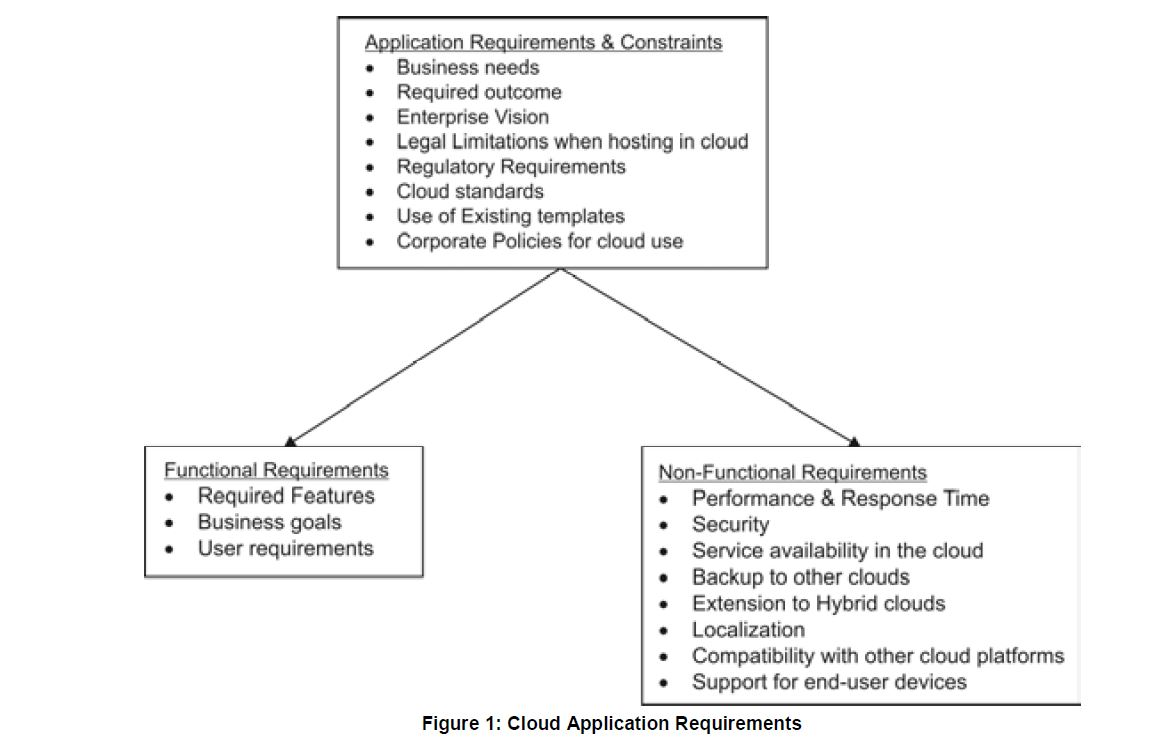 Application Requirements & Constraints
• Business needs
• Required outcome
• Enterprise Vision
• Legal Limitations when hosting in cloud
• Regulatory Requirements
• Cloud standards
• Use of Existing templates
• Corporate Policies for cloud use
Functional Requirements
• Required Features
• Business goals
• User requirements
Non-Functional Requirements
• Performance & Response Time
• Security
• Service availability in the cloud
• Backup to other clouds
• Extension to Hybrid clouds
• Localization
• Compatibility with other cloud platforms
• Support for end-user devices
Figure 1: Cloud Application Requirements